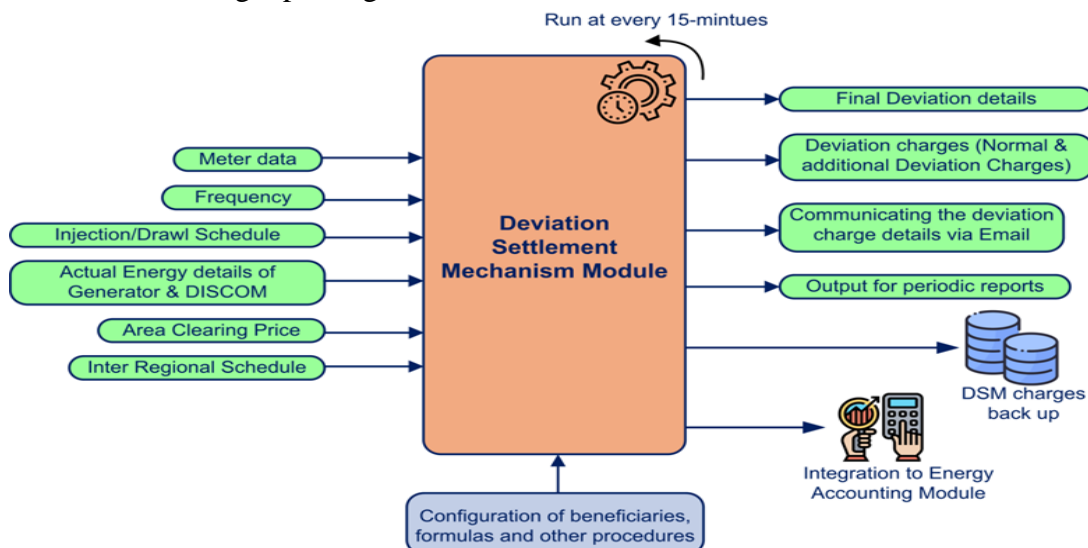 Run at every 15-mintues
Meter data
Frequency
Injection/Drawl Schedule
Actual Energy details of
Generator & DISCOM
Area Clearing Price
Inter Regional Schedule
Deviation
Settlement
Mechanism Module
Final Deviation details
Deviation charges (Normal &
additional Deviation Charges)
Communicating the deviation
charge details via Email
Output for periodic reports
DSM charges
back up
Integration to Energy
Accounting Module
Configuration of beneficiaries,
formulas and other procedures